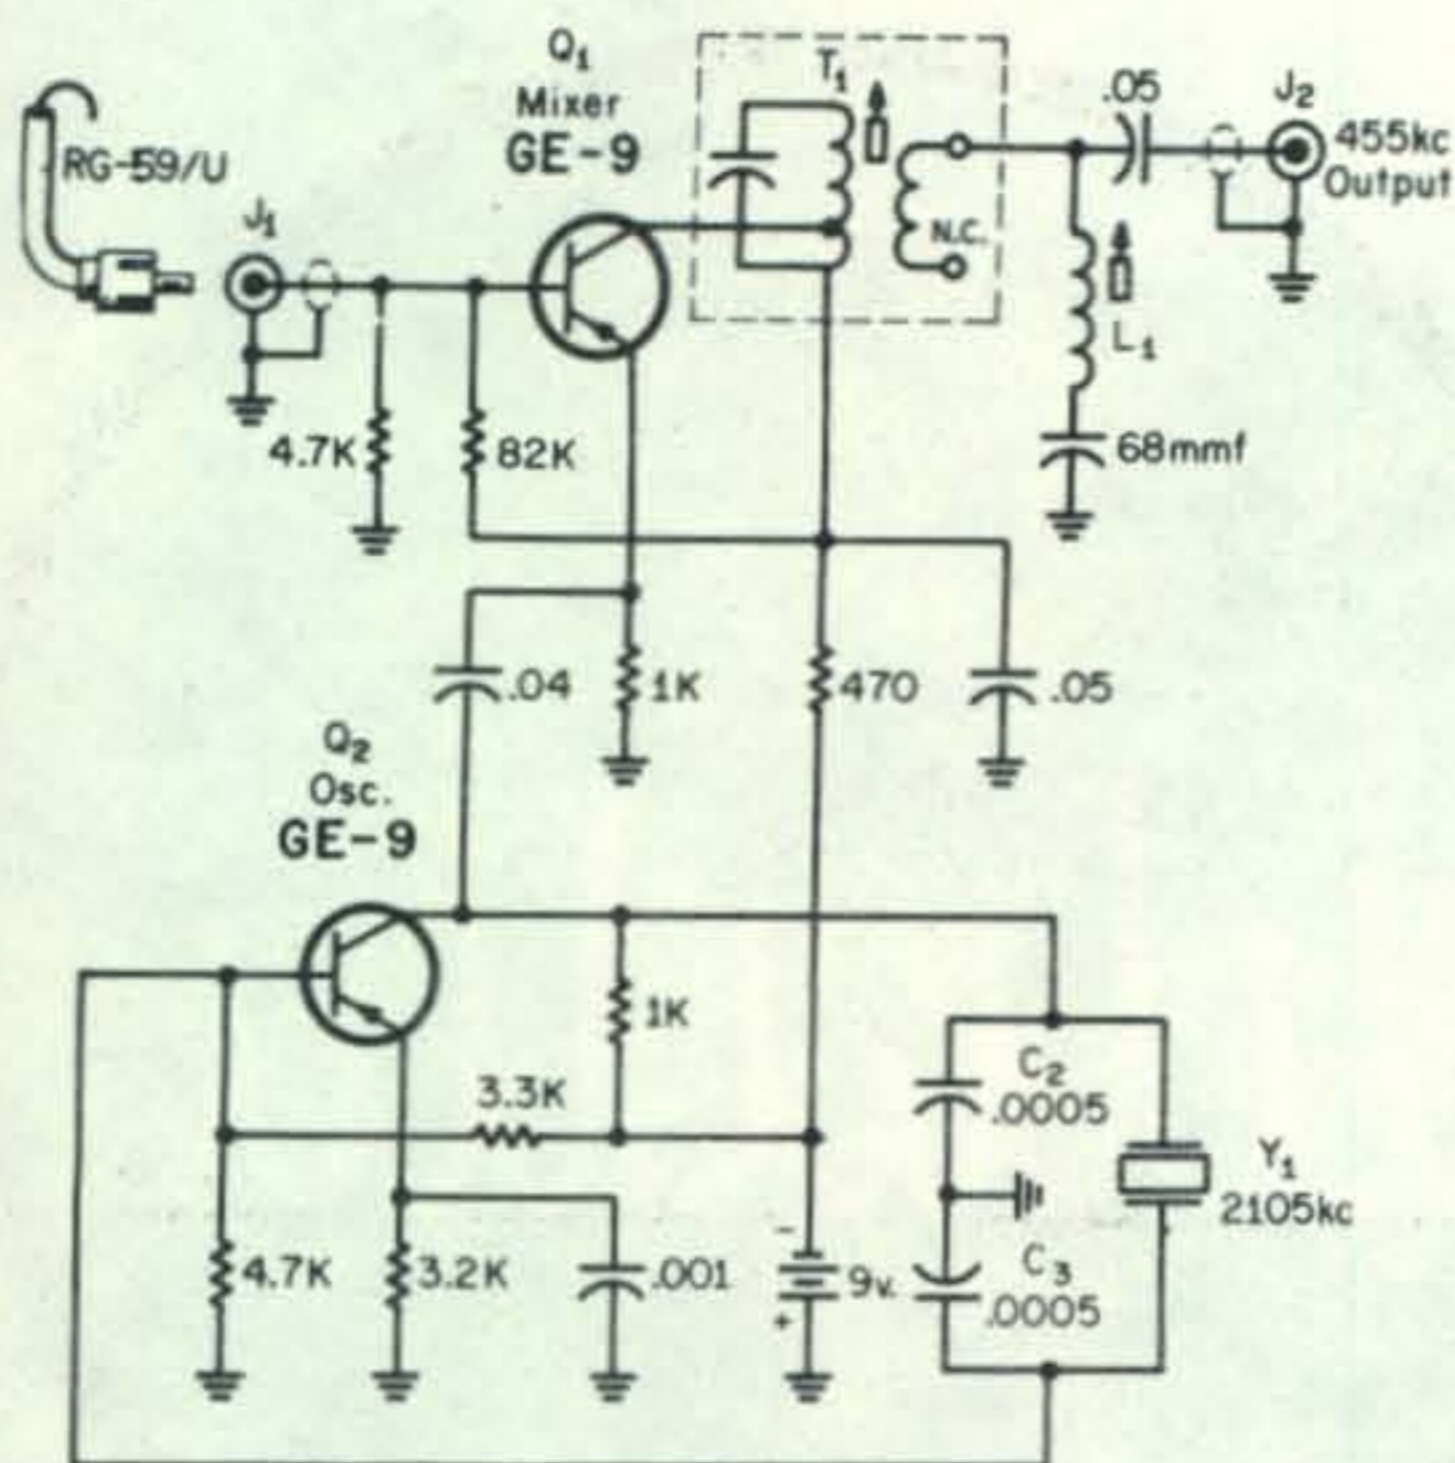 Q₁
Mixer
GE-9
T₁
.05
J₂
455kc
Output
RG-59/U
J₁
N.C.
L₁
4.7K
82K
68mmf
.04
1K
470
.05
Q₂
Osc.
GE-9
1K
3.3K
C₂
.0005
Y₁
2105kc
4.7K
3.2K
.001
-
9v.
+
C₃
.0005